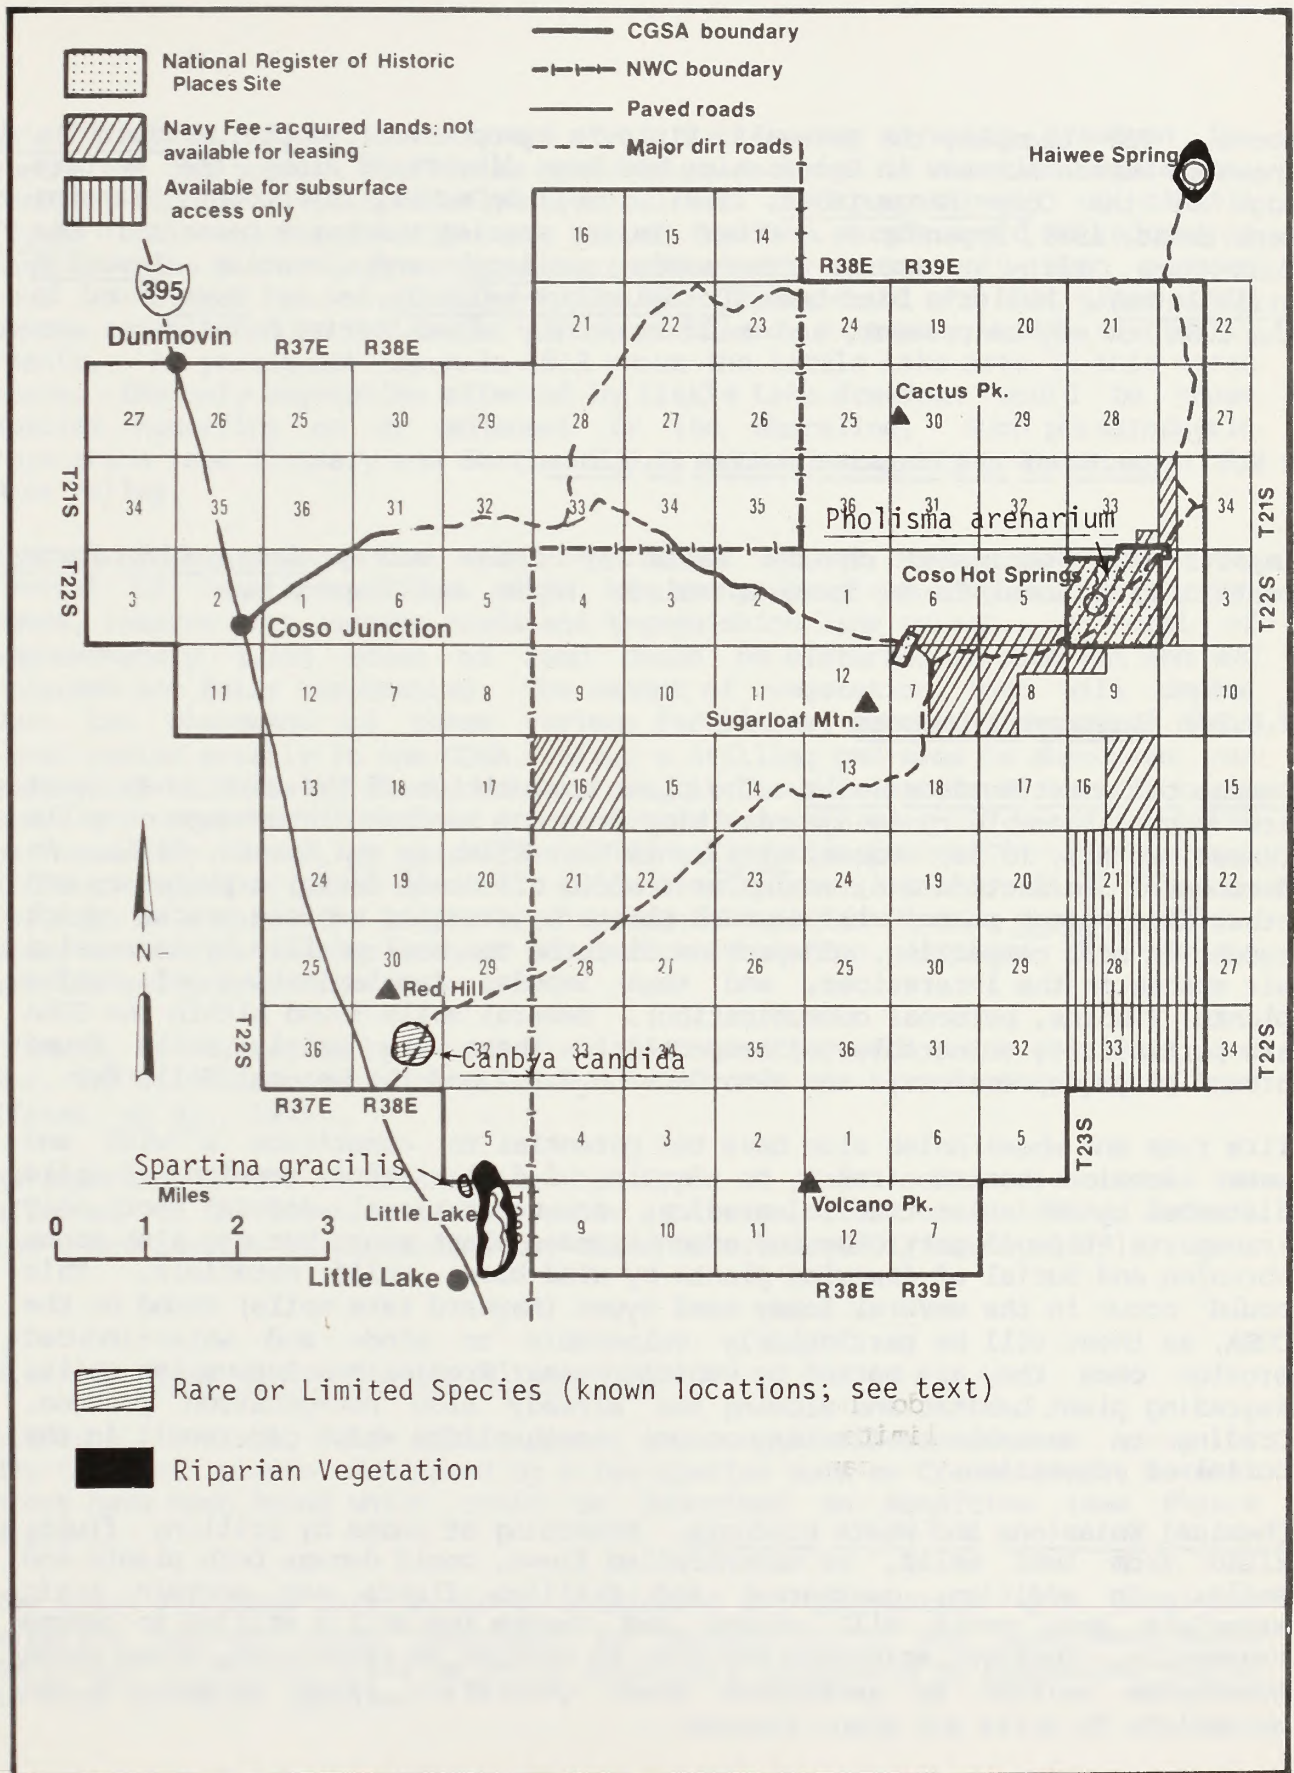 National Register of Historic
Places Site
Navy Fee-acquired lands; not
available for leasing
Available for subsurface
access only
CGSA boundary
NWC boundary
Paved roads
Major dirt roads
Haiwee Spring
395
16 15 14
R38E R39E
Dunmovin
R37E R38E
21 22 23 24 19 20 21 22
Cactus Pk.
27 26 25 30 29 28 27 26 25 30 29 28 27
T21S
34 35 36 31 32 33 34 35 36 31 32 33 34
T21S
Pholisma arenarium
T22S
Coso Hot Springs
3 2 1 6 5 4 3 2 1 6 5 3
T22S
Coso Junction
11 12 7 8 9 10 11 12 7 8 9 10
Sugarloaf Mtn.
13 18 17 16 15 14 13 18 17 16 15
24 19 20 21 22 23 24 19 20 21 22
N
25 30 29 28 26 25 30 29 28 27
Red Hill
T22S
36 32 33 34 35 36 31 32 33 34
T22S
Canbya candida
R37E R38E
5 4 3 2 1 6 5
T23S
Spartina gracilis
Miles
0 1 2 3
Little Lake
Volcano Pk.
9 10 11 12 7
Little Lake
R38E R39E
Rare or Limited Species (known locations; see text)
Riparian Vegetation